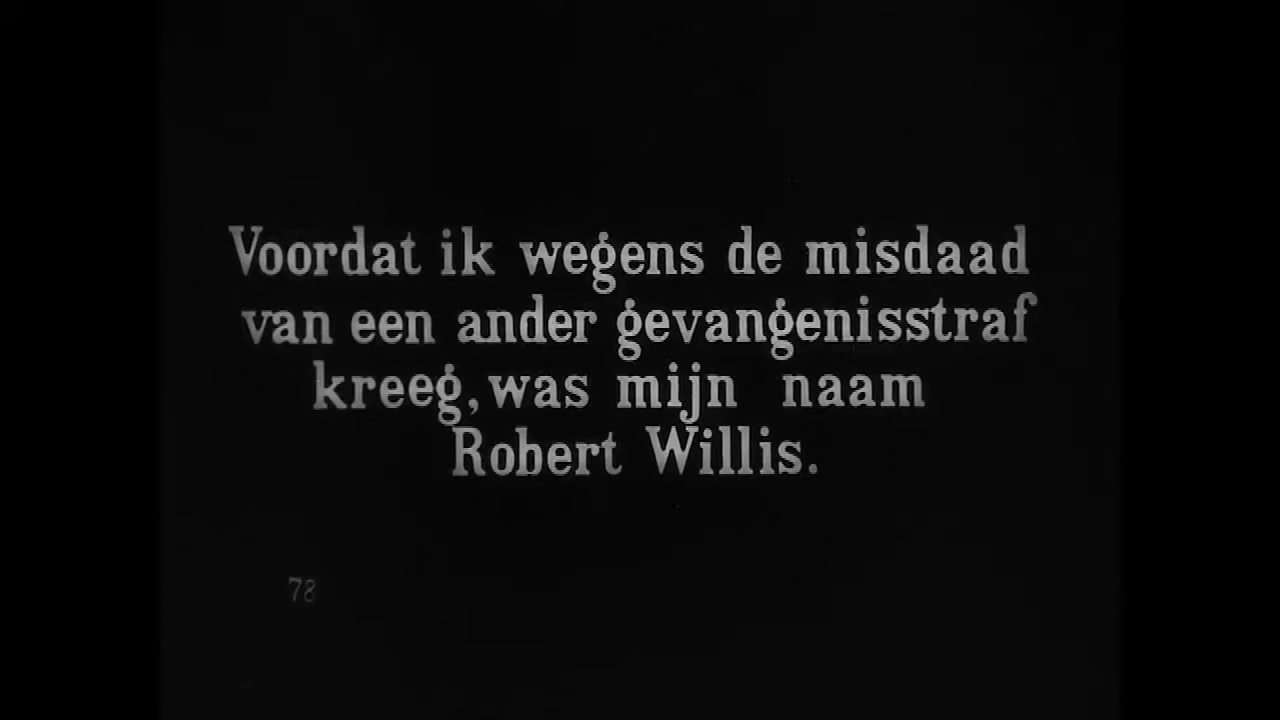 Voordat ik wegens de misdaad
van een ander gevangenisstraf
kreeg, was mijn naam
Robert Willis.
78